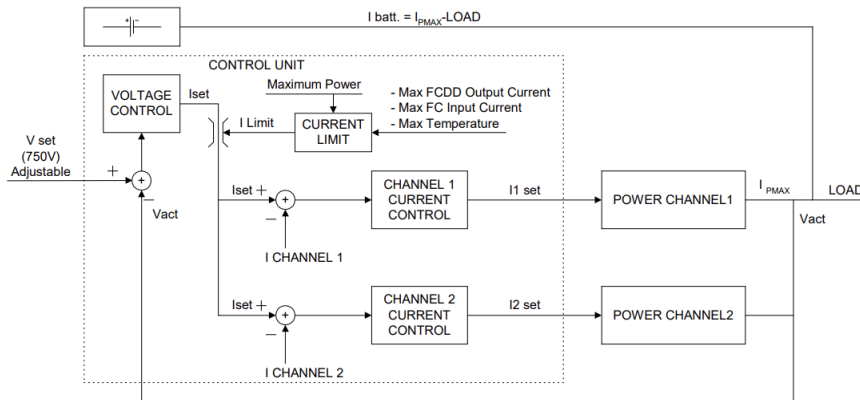 I batt. = IPMAX-LOAD
+ -
CONTROL UNIT
VOLTAGE
CONTROL
Iset
Maximum Power
- Max FCDD Output Current
- Max FC Input Current
- Max Temperature
I Limit
CURRENT
LIMIT
V set
(750V)
Adjustable
+
+
−
Vact
Iset +
+
−
I CHANNEL 1
CHANNEL 1
CURRENT
CONTROL
I1 set
POWER CHANNEL1
I PMAX
LOAD
Vact
Iset +
+
−
I CHANNEL 2
CHANNEL 2
CURRENT
CONTROL
I2 set
POWER CHANNEL2